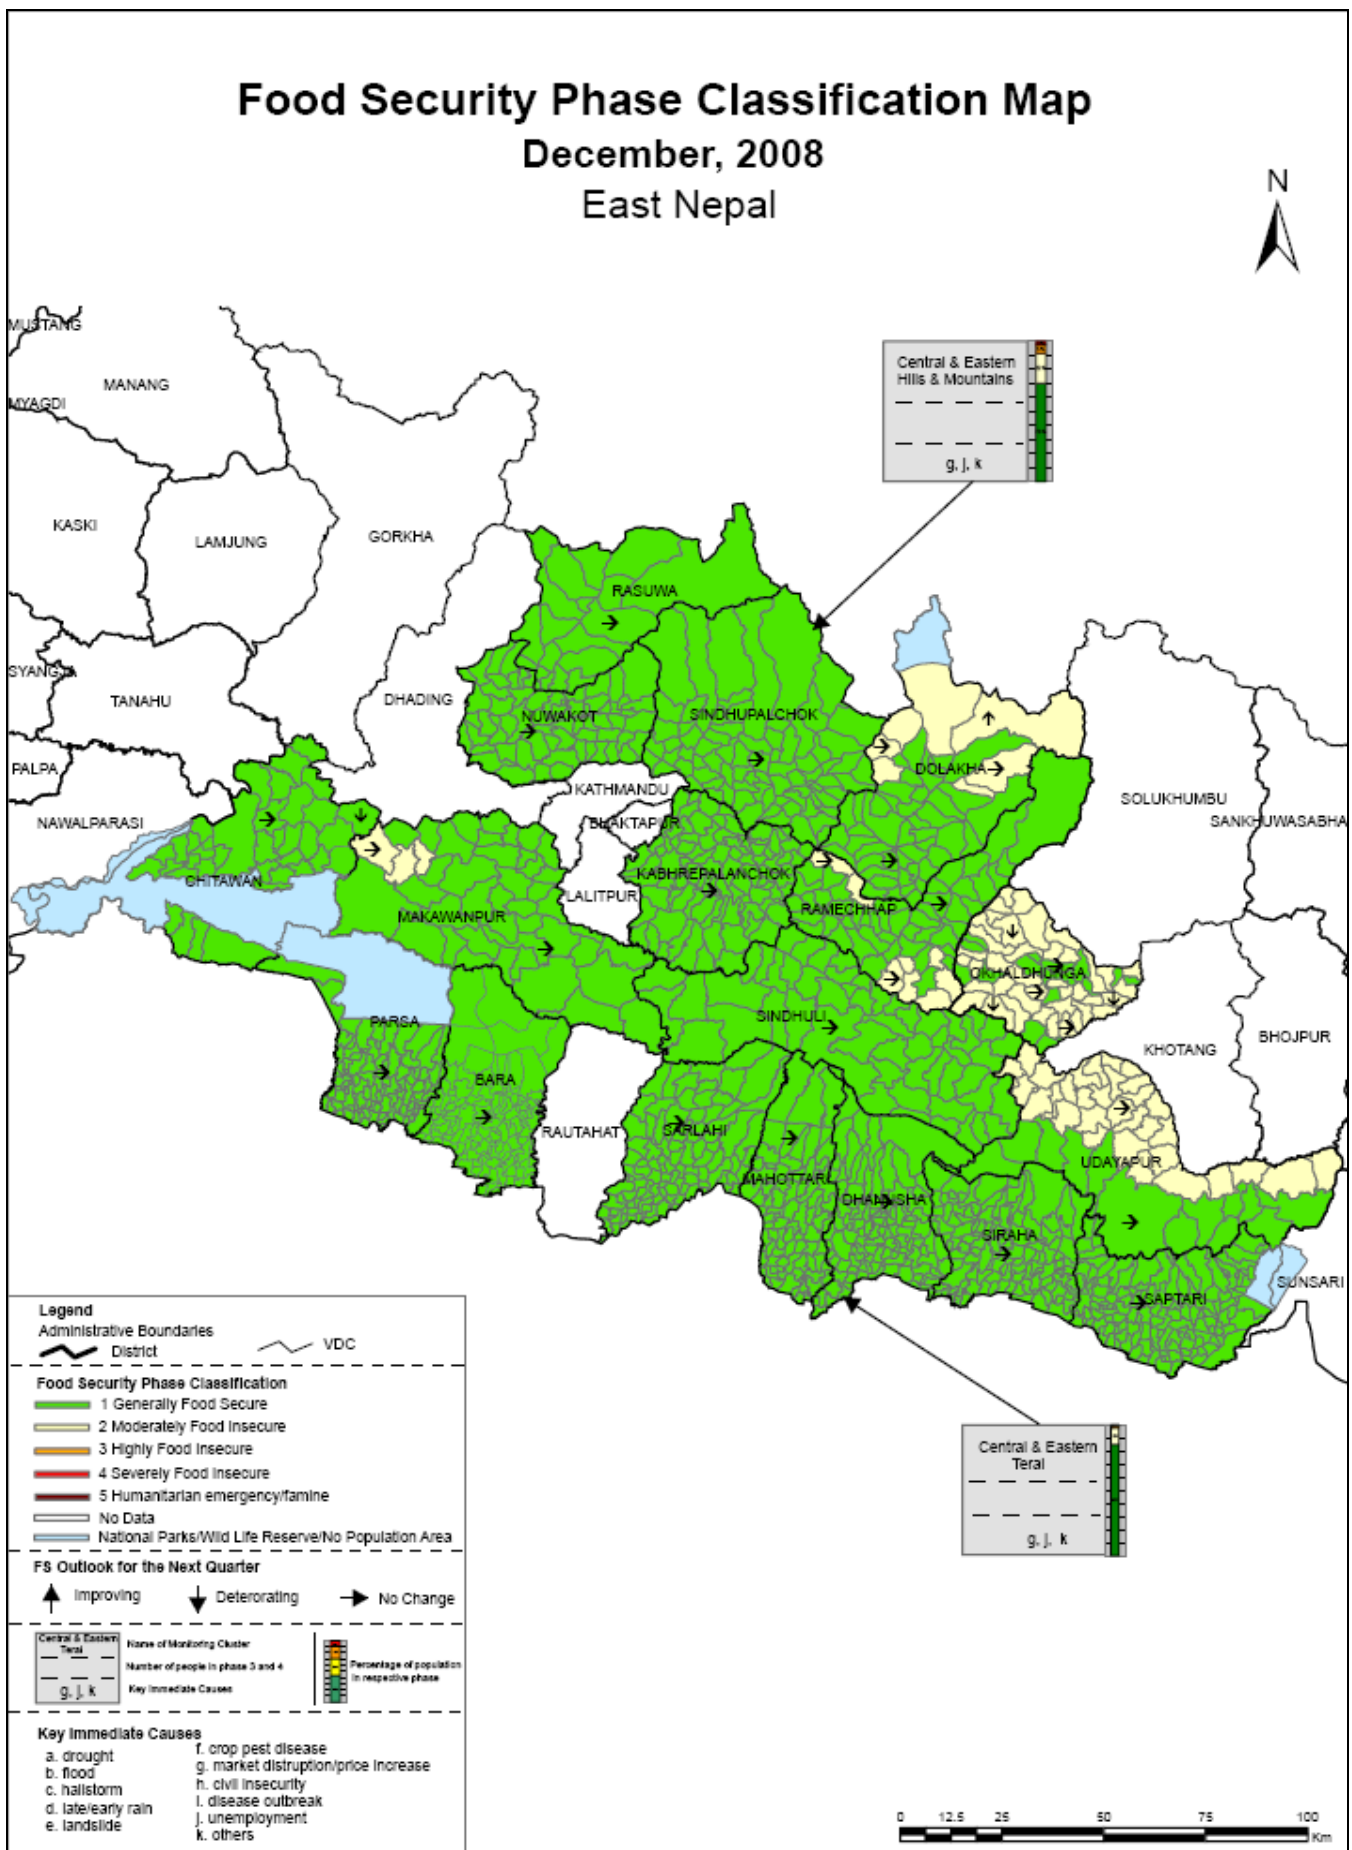 Food Security Phase Classification Map
December, 2008
East Nepal
N
MUSTANG
MANANG
MYAGDI
KASKI
LAMJUNG
GORKHA
SYANGJA
TANAHU
DHADING
PALPA
NAWALPARASI
Central & Eastern
Hills & Mountains
g, j, k
RASUWA
NUWAKOT
SINDHUPALCHOK
DOLAKHA
KATHMANDU
BHAKTAPUR
LALITPUR
KABHREPALANCHOK
SOLUKHUMBU
SANKHUWASABHA
CHITAWAN
MAKAWANPUR
RAMECHHAP
OKHALDHUNGA
PARSA
SINDHULI
KHOTANG
BHOJPUR
BARA
RAUTAHAT
SARLAHI
MAHOTTARI
DHANUSHA
UDAYAPUR
SIRAHA
SAPTARI
SUNSARI
Central & Eastern
Terai
g, j, k
Legend
Administrative Boundaries
District
VDC
Food Security Phase Classification
1 Generally Food Secure
2 Moderately Food Insecure
3 Highly Food Insecure
4 Severely Food Insecure
5 Humanitarian emergency/famine
No Data
National Parks/Wild Life Reserve/No Population Area
FS Outlook for the Next Quarter
Improving
Deterorating
No Change
Central & Eastern
Terai
g, j, k
Name of Monitoring Cluster
Number of people in phase 3 and 4
Key Immediate Causes
Percentage of population
in respective phase
Key Immediate Causes
a. drought
b. flood
c. hailstorm
d. late/early rain
e. landslide
f. crop pest disease
g. market distruption/price increase
h. civil insecurity
i. disease outbreak
j. unemployment
k. others
0 12.5 25 50 75 100
Km